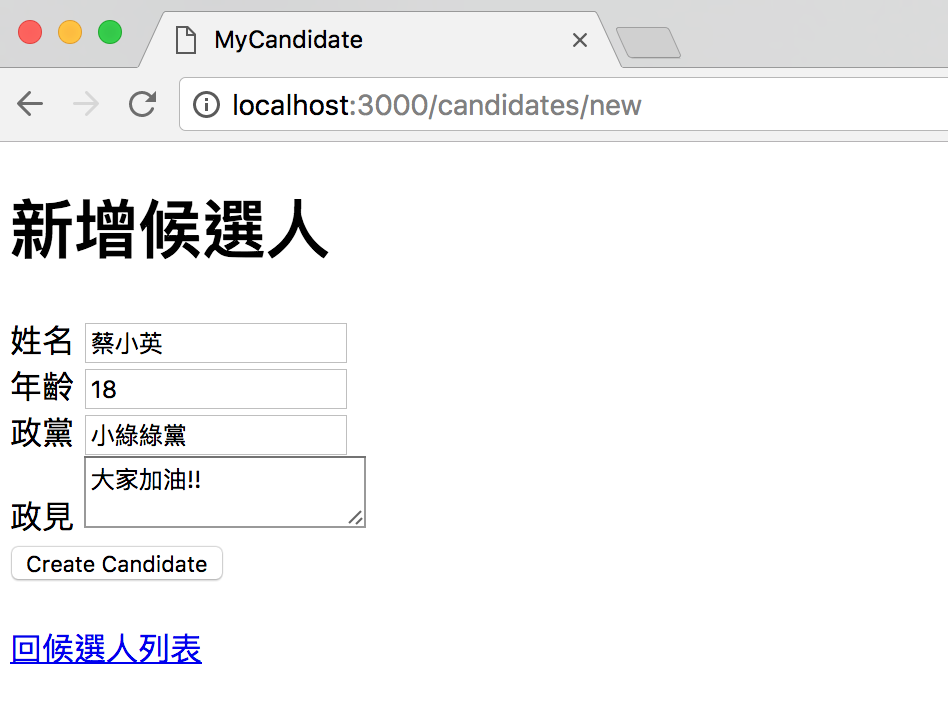 MyCandidate
localhost:3000/candidates/new
新增候選人
姓名 蔡小英
年齡 18
政黨 小綠綠黨
政見 大家加油!!
Create Candidate
回候選人列表